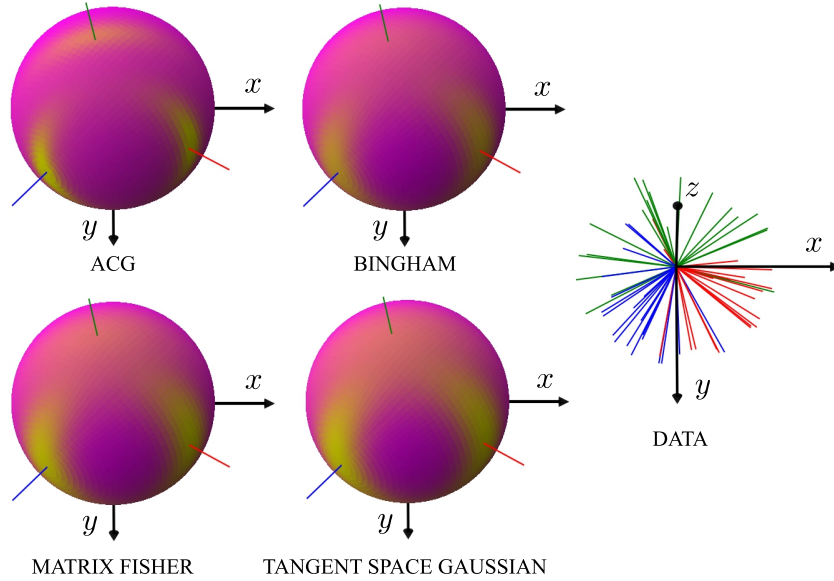 x
y
ACG
x
y
BINGHAM
z
x
y
DATA
x
y
MATRIX FISHER
x
y
TANGENT SPACE GAUSSIAN